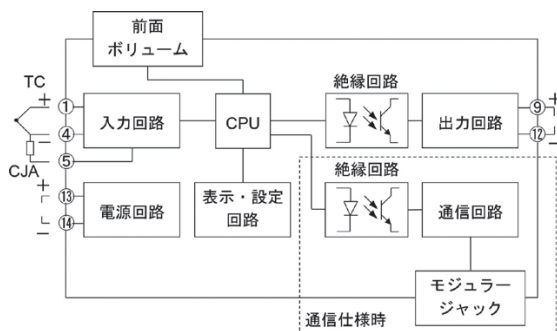 前面
ボリューム
TC
+
①
④
−
⑤
CJA
+
⑬
⑭
−
入力回路
CPU
絶縁回路
出力回路
⑨
+
⑫
−
電源回路
表示・設定
回路
絶縁回路
通信回路
モジュラー
ジャック
通信仕様時